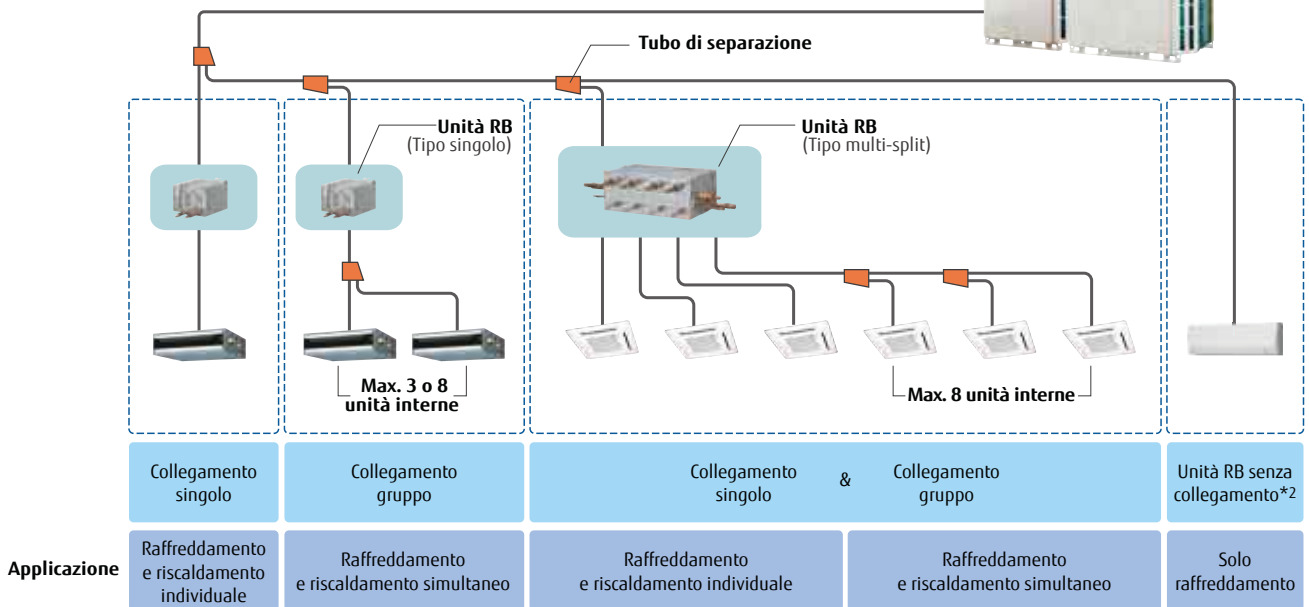 Tubo di separazione
Unità RB
(Tipo singolo)
Unità RB
(Tipo multi-split)
Max. 3 o 8
unità interne
Max. 8 unità interne
Collegamento
singolo
Collegamento
gruppo
Collegamento
singolo
&
Collegamento
gruppo
Unità RB senza
collegamento*2
Applicazione
Raffreddamento
e riscaldamento
individuale
Raffreddamento
e riscaldamento simultaneo
Raffreddamento
e riscaldamento individuale
Raffreddamento
e riscaldamento simultaneo
Solo
raffreddamento